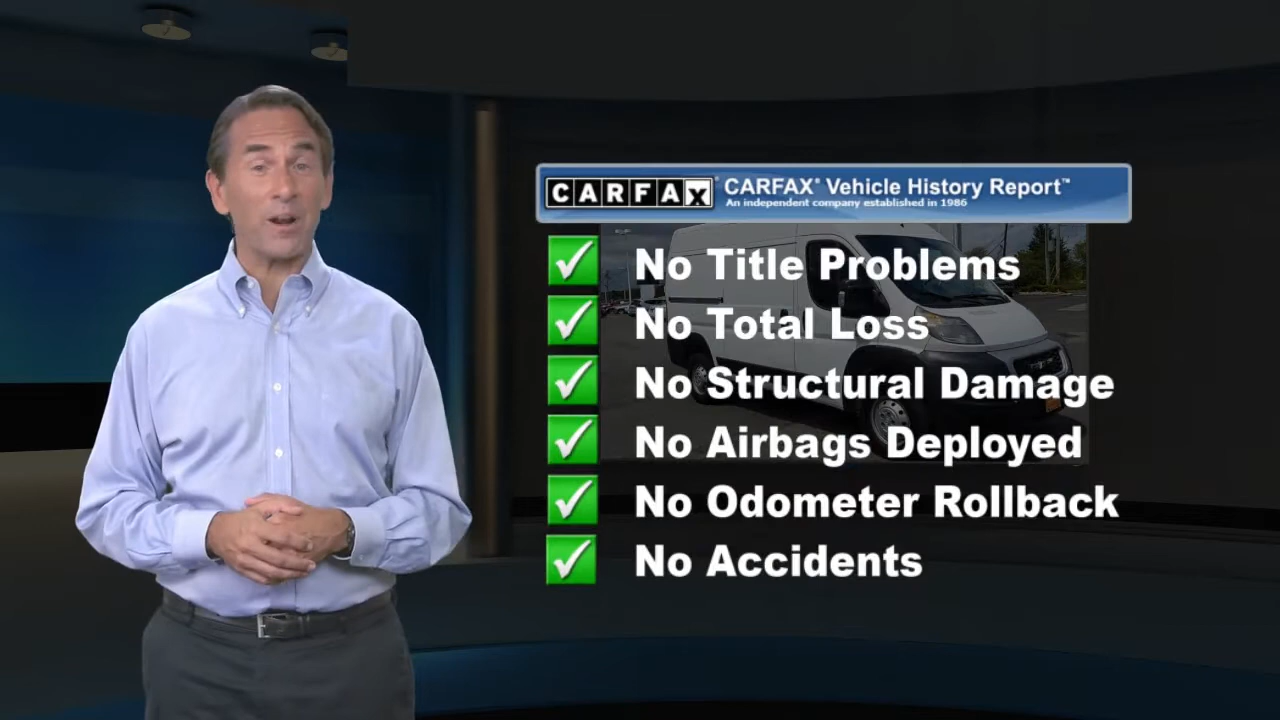 CARFAX
CARFAX® Vehicle History Report™
An independent company established in 1986
No Title Problems
No Total Loss
No Structural Damage
No Airbags Deployed
No Odometer Rollback
No Accidents